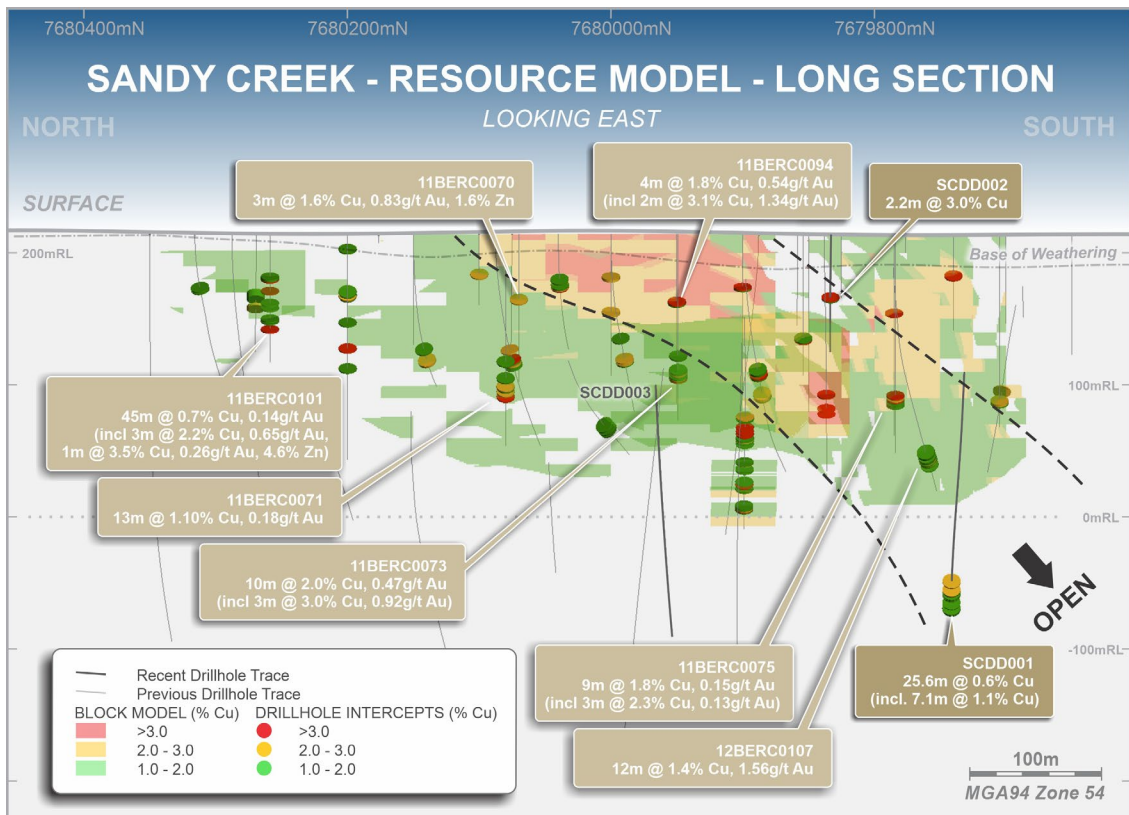 7680400mN
7680200mN
7680000mN
7679800mN
SANDY CREEK - RESOURCE MODEL - LONG SECTION
LOOKING EAST
NORTH
SOUTH
SURFACE
11BERC0070
3m @ 1.6% Cu, 0.83g/t Au, 1.6% Zn
11BERC0094
4m @ 1.8% Cu, 0.54g/t Au
(incl 2m @ 3.1% Cu, 1.34g/t Au)
SCDD002
2.2m @ 3.0% Cu
200mRL
Base of Weathering
100mRL
SCDD003
11BERC0101
45m @ 0.7% Cu, 0.14g/t Au
(incl 3m @ 2.2% Cu, 0.65g/t Au,
1m @ 3.5% Cu, 0.26g/t Au, 4.6% Zn)
11BERC0071
13m @ 1.10% Cu, 0.18g/t Au
0mRL
11BERC0073
10m @ 2.0% Cu, 0.47g/t Au
(incl 3m @ 3.0% Cu, 0.92g/t Au)
OPEN
-100mRL
11BERC0075
9m @ 1.8% Cu, 0.15g/t Au
(incl 3m @ 2.3% Cu, 0.13g/t Au)
SCDD001
25.6m @ 0.6% Cu
(incl. 7.1m @ 1.1% Cu)
12BERC0107
12m @ 1.4% Cu, 1.56g/t Au
Recent Drillhole Trace
Previous Drillhole Trace
BLOCK MODEL (% Cu)
DRILLHOLE INTERCEPTS (% Cu)
>3.0
>3.0
2.0 - 3.0
2.0 - 3.0
1.0 - 2.0
1.0 - 2.0
100m
MGA94 Zone 54